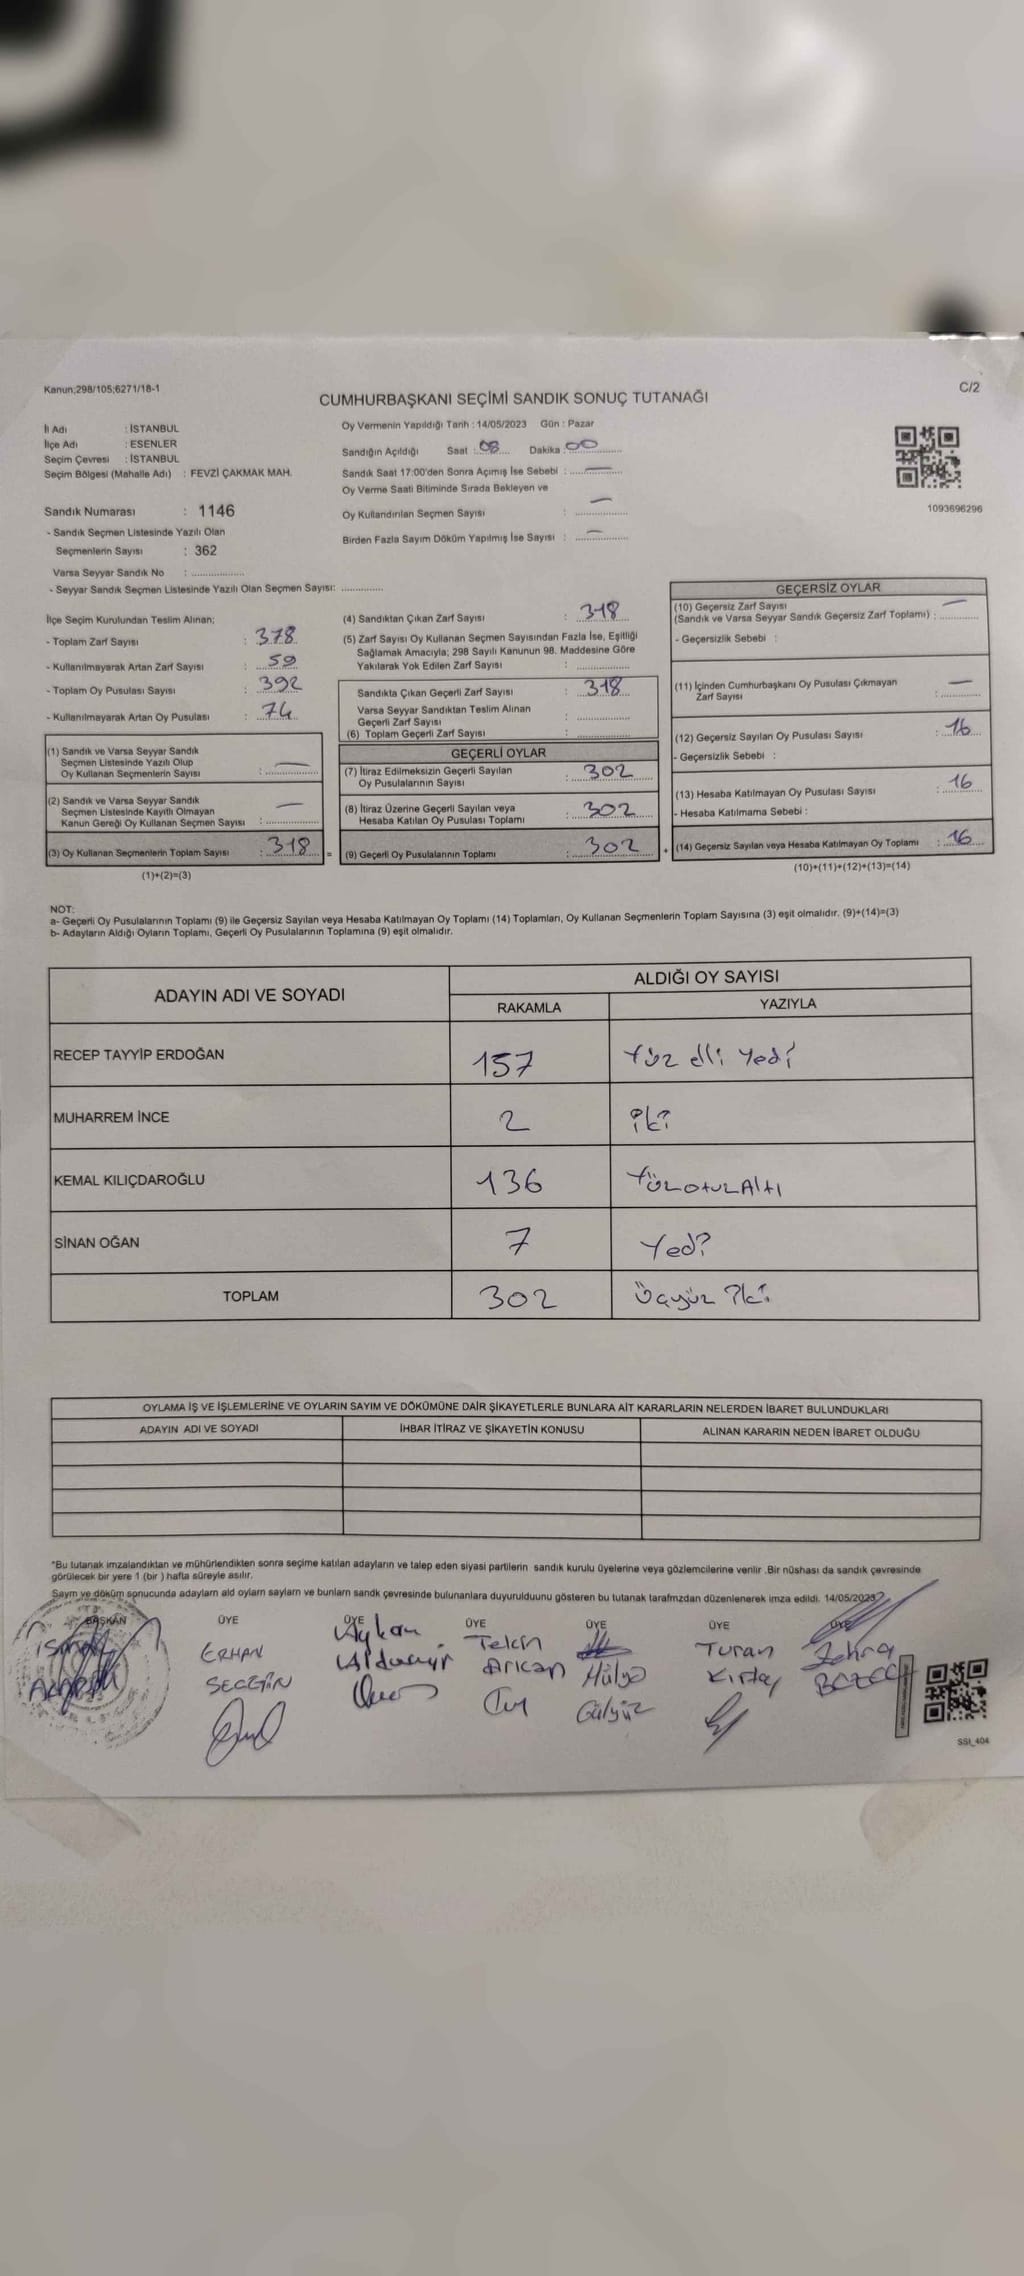 Kanun;298/105;6271/18-1
C/2
CUMHURBAŞKANI SEÇİMİ SANDIK SONUÇ TUTANAĞI
İl Adı : İSTANBUL
İlçe Adı : ESENLER
Seçim Çevresi : İSTANBUL
Seçim Bölgesi (Mahalle Adı) : FEVZİ ÇAKMAK MAH.
Oy Vermenin Yapıldığı Tarih : 14/05/2023 Gün : Pazar
Sandığın Açıldığı Saat : 08 Dakika : 00
Sandık Saat 17:00'den Sonra Açımış İse Sebebi : —
Oy Verme Saati Bitiminde Sırada Bekleyen ve
Oy Kullandırılan Seçmen Sayısı : —
Birden Fazla Sayım Döküm Yapılmış İse Sayısı : —
1093696296
Sandık Numarası : 1146
- Sandık Seçmen Listesinde Yazılı Olan
Seçmenlerin Sayısı : 362
Varsa Seyyar Sandık No : ................
- Seyyar Sandık Seçmen Listesinde Yazılı Olan Seçmen Sayısı: .............
İlçe Seçim Kurulundan Teslim Alınan;
- Toplam Zarf Sayısı : 378
- Kullanılmayarak Artan Zarf Sayısı : 59
- Toplam Oy Pusulası Sayısı : 392
- Kullanılmayarak Artan Oy Pusulası : 74
(1) Sandık ve Varsa Seyyar Sandık
Seçmen Listesinde Yazılı Olup
Oy Kullanan Seçmenlerin Sayısı : —
(2) Sandık ve Varsa Seyyar Sandık
Seçmen Listesinde Kayıtlı Olmayan
Kanun Gereği Oy Kullanan Seçmen Sayısı : —
(3) Oy Kullanan Seçmenlerin Toplam Sayısı : 318 =
(1)+(2)=(3)
(4) Sandıktan Çıkan Zarf Sayısı : 318
(5) Zarf Sayısı Oy Kullanan Seçmen Sayısından Fazla İse, Eşitliği
Sağlamak Amacıyla; 298 Sayılı Kanunun 98. Maddesine Göre
Yakılarak Yok Edilen Zarf Sayısı : ...............
Sandıkta Çıkan Geçerli Zarf Sayısı : 318
Varsa Seyyar Sandıktan Teslim Alınan
Geçerli Zarf Sayısı : ...............
(6) Toplam Geçerli Zarf Sayısı : ...............
GEÇERLİ OYLAR
(7) İtiraz Edilmeksizin Geçerli Sayılan
Oy Pusulalarının Sayısı : 302
(8) İtiraz Üzerine Geçerli Sayılan veya
Hesaba Katılan Oy Pusulası Toplamı : 302
(9) Geçerli Oy Pusulalarının Toplamı : 302 +
GEÇERSİZ OYLAR
(10) Geçersiz Zarf Sayısı —
(Sandık ve Varsa Seyyar Sandık Geçersiz Zarf Toplamı) : ............
- Geçersizlik Sebebi :
(11) İçinden Cumhurbaşkanı Oy Pusulası Çıkmayan
Zarf Sayısı : —
(12) Geçersiz Sayılan Oy Pusulası Sayısı : 16
- Geçersizlik Sebebi :
(13) Hesaba Katılmayan Oy Pusulası Sayısı : 16
- Hesaba Katılmama Sebebi :
(14) Geçersiz Sayılan veya Hesaba Katılmayan Oy Toplamı : 16
(10)+(11)+(12)+(13)=(14)
NOT:
a- Geçerli Oy Pusulalarının Toplamı (9) ile Geçersiz Sayılan veya Hesaba Katılmayan Oy Toplamı (14) Toplamları, Oy Kullanan Seçmenlerin Toplam Sayısına (3) eşit olmalıdır. (9)+(14)=(3)
b- Adayların Aldığı Oyların Toplamı, Geçerli Oy Pusulalarının Toplamına (9) eşit olmalıdır.
ADAYIN ADI VE SOYADI
ALDIĞI OY SAYISI
RAKAMLA YAZIYLA
RECEP TAYYİP ERDOĞAN 157 Yüz elli Yedi
MUHARREM İNCE 2 iki
KEMAL KILIÇDAROĞLU 136 YÜZOTUZALTI
SİNAN OĞAN 7 Yedi
TOPLAM 302 Üçyüz iki
OYLAMA İŞ VE İŞLEMLERİNE VE OYLARIN SAYIM VE DÖKÜMÜNE DAİR ŞİKAYETLERLE BUNLARA AİT KARARLARIN NELERDEN İBARET BULUNDUKLARI
ADAYIN ADI VE SOYADI İHBAR İTİRAZ VE ŞİKAYETİN KONUSU ALINAN KARARIN NEDEN İBARET OLDUĞU
*Bu tutanak imzalandıktan ve mühürlendikten sonra seçime katılan adayların ve talep eden siyasi partilerin sandık kurulu üyelerine veya gözlemcilerine verilir .Bir nüshası da sandık çevresinde
görülecek bir yere 1 (bir ) hafta süreyle asılır.
Sayım ve döküm sonucunda adayların ald oyların sayların ve bunların sandk çevresinde bulunanlara duyurulduunu gösteren bu tutanak tarafmzdan düzenlenerek imza edildi. 14/05/2023
BAŞKAN ÜYE ÜYE ÜYE ÜYE ÜYE ÜYE
ERHAN Aykan Tekin Hülya Turan Zehra
SEÇGİN Arıcan Gülyüz
SSI_404